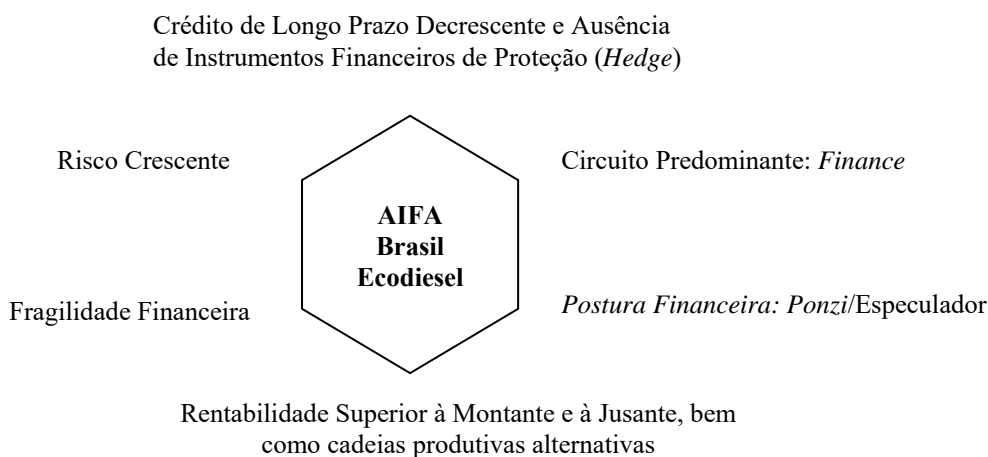 Crédito de Longo Prazo Decrescente e Ausência
de Instrumentos Financeiros de Proteção (Hedge)
Risco Crescente
Circuito Predominante: Finance
AIFA
Brasil
Ecodiesel
Fragilidade Financeira
Postura Financeira: Ponzi/Especulador
Rentabilidade Superior à Montante e à Jusante, bem
como cadeias produtivas alternativas